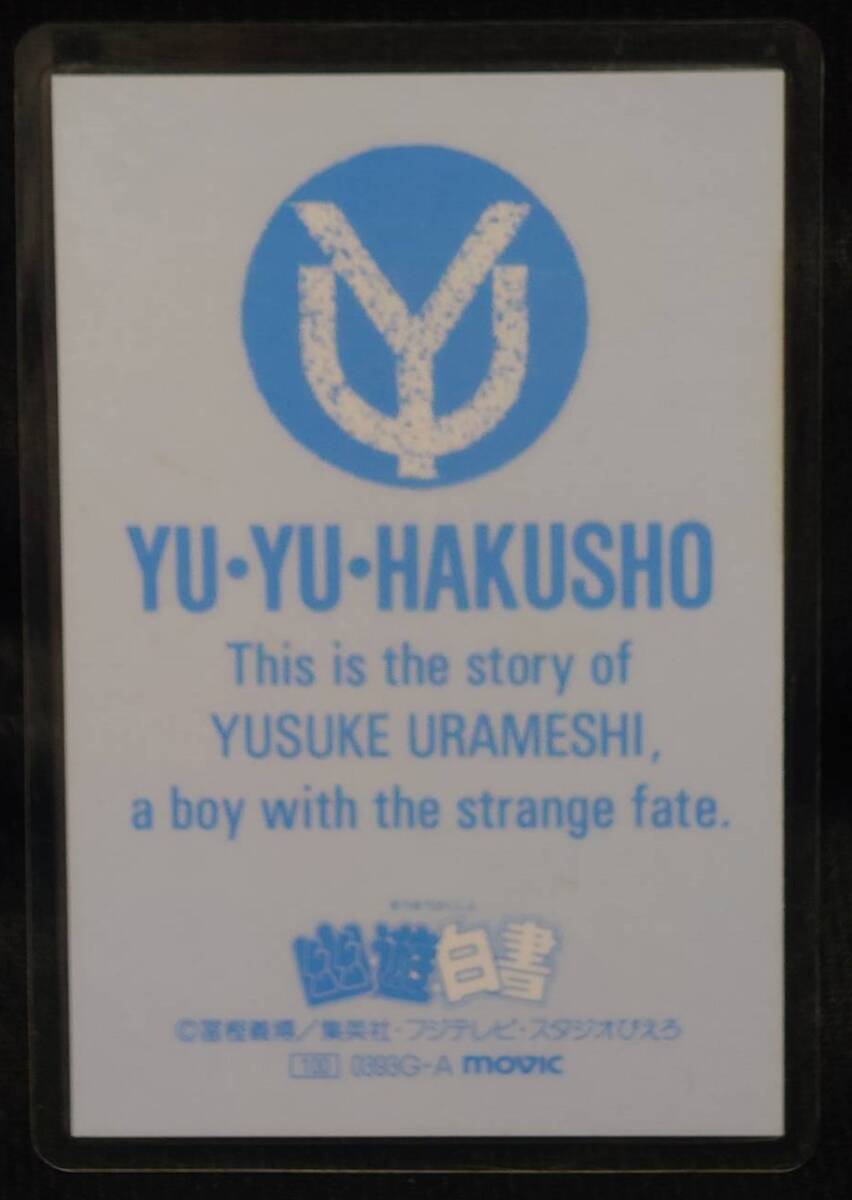 YU
YU•YU•HAKUSHO
This is the story of
YUSUKE URAMESHI,
a boy with the strange fate.
幽遊白書
©冨樫義博／集英社・フジテレビ・スタジオぴえろ
100 0393G-A movic